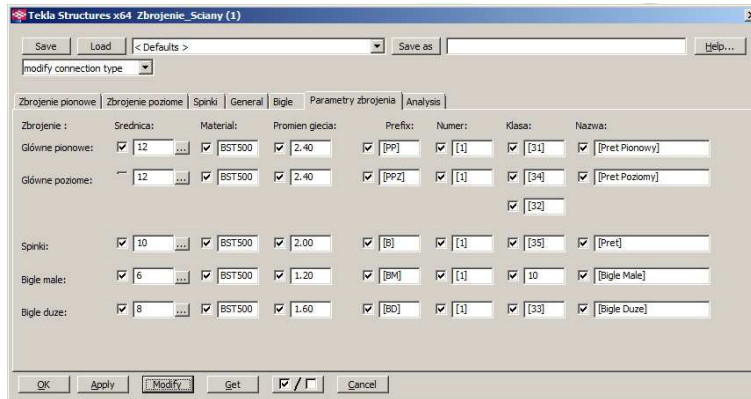 Tekla Structures x64 Zbrojenie_Sciany (1)
Save Load < Defaults > Save as Help...
modify connection type
Zbrojenie pionowe Zbrojenie poziome Spinki General Bigle Parametry zbrojenia Analysis
Zbrojenie : Srednica: Material: Promien giecia: Prefix: Numer: Klasa: Nazwa:
Glówne pionowe: 12 ... BST500 2.40 [PP] [1] [31] [Pret Pionowy]
Glówne poziome: 12 ... BST500 2.40 [PPZ] [1] [34] [Pret Poziomy]
[32]
Spinki: 10 ... BST500 2.00 [B] [1] [35] [Pret]
Bigle male: 6 ... BST500 1.20 [BM] [1] 10 [Bigle Male]
Bigle duze: 8 ... BST500 1.60 [BD] [1] [33] [Bigle Duze]
OK Apply Modify Get / Cancel